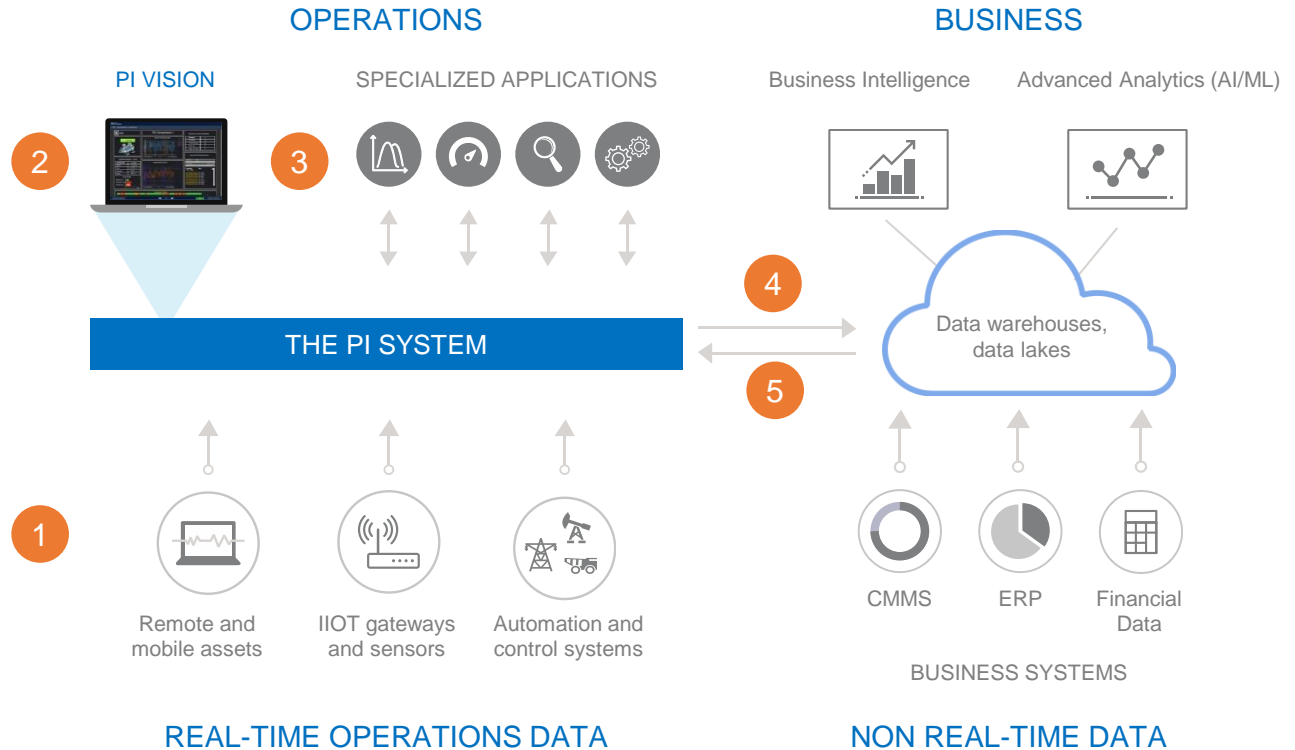 OPERATIONS
BUSINESS
PI VISION
SPECIALIZED APPLICATIONS
Business Intelligence
Advanced Analytics (AI/ML)
2
3
4
THE PI SYSTEM
Data warehouses,
data lakes
5
1
Remote and
mobile assets
IIOT gateways
and sensors
Automation and
control systems
CMMS
ERP
Financial
Data
BUSINESS SYSTEMS
REAL-TIME OPERATIONS DATA
NON REAL-TIME DATA